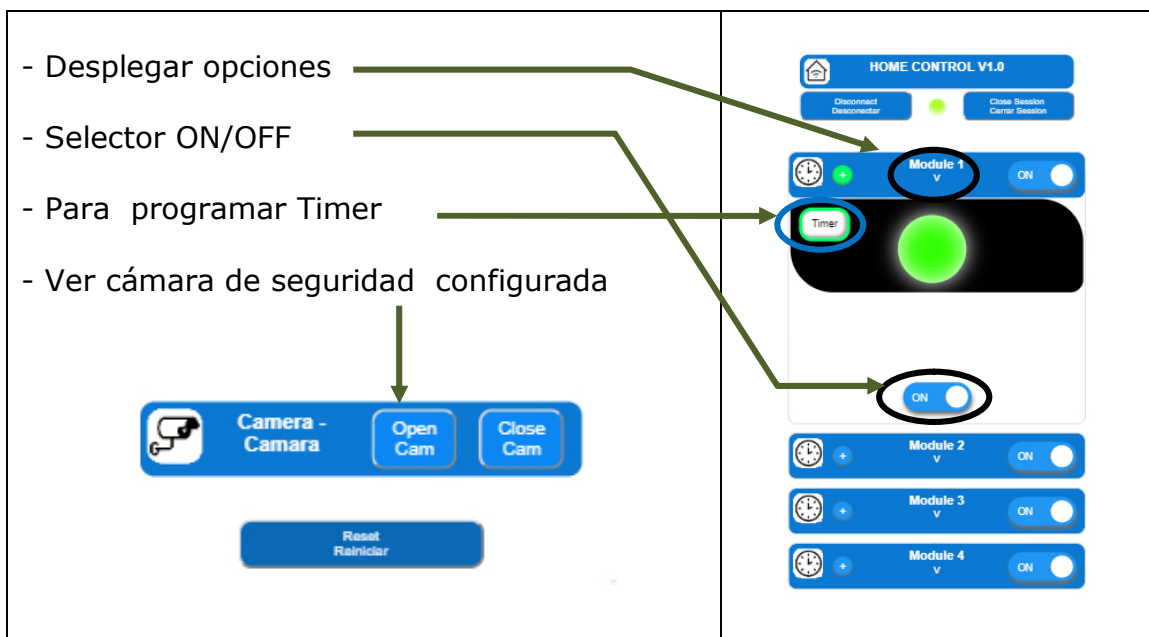 - Desplegar opciones
- Selector ON/OFF
- Para programar Timer
- Ver cámara de seguridad configurada
Camera -
Camara
Open
Cam
Close
Cam
Reset
Reiniciar
HOME CONTROL V1.0
Disconnect
Desconectar
Close Session
Cerrar Session
+
Module 1
V
ON
Timer
ON
+
Module 2
V
ON
+
Module 3
V
ON
+
Module 4
V
ON